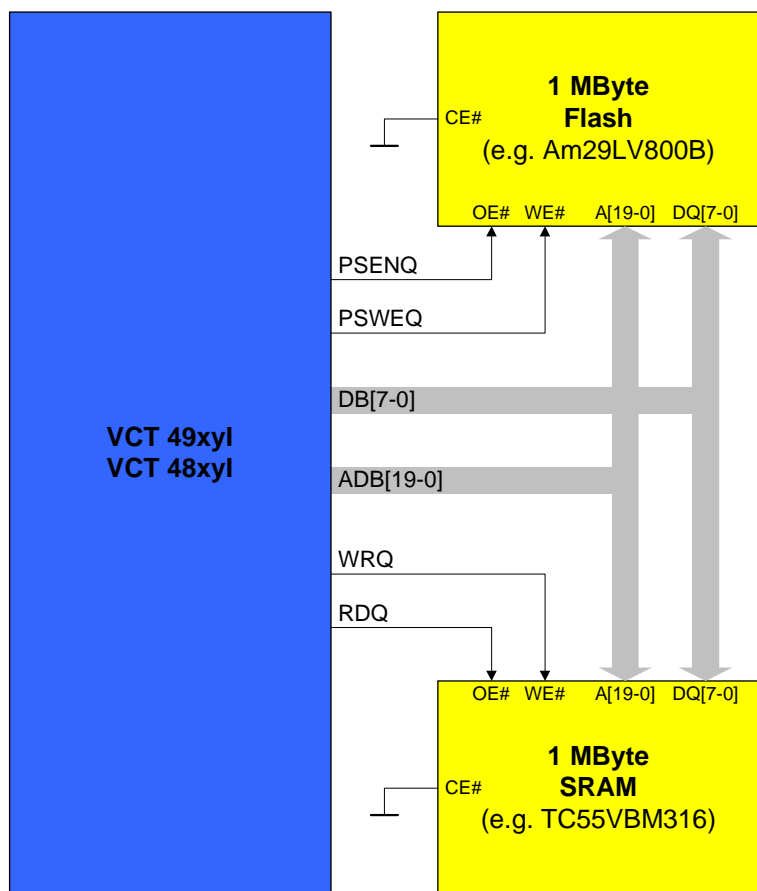 1 MByte
Flash
(e.g. Am29LV800B)
CE#
OE# WE# A[19-0] DQ[7-0]
PSENQ
PSWEQ
DB[7-0]
VCT 49xyI
VCT 48xyI
ADB[19-0]
WRQ
RDQ
OE# WE# A[19-0] DQ[7-0]
1 MByte
SRAM
(e.g. TC55VBM316)
CE#